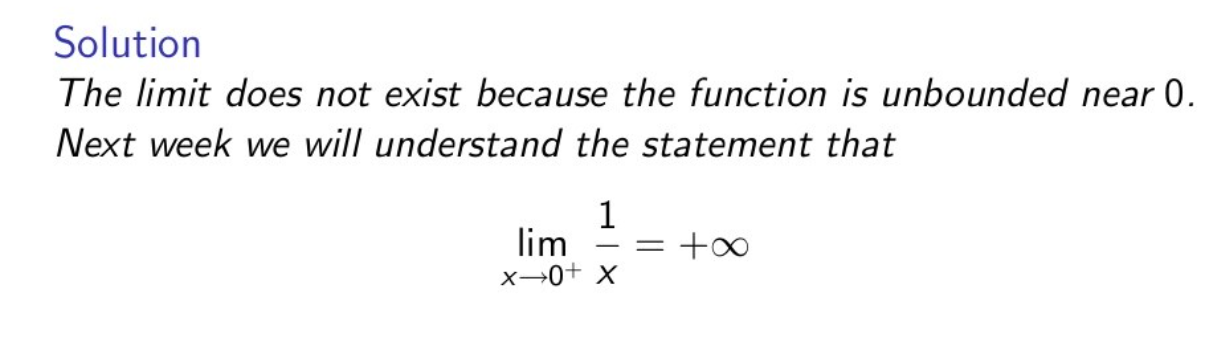 Solution
The limit does not exist because the function is unbounded near 0.
Next week we will understand the statement that
lim x→0⁺ 1/x = +∞